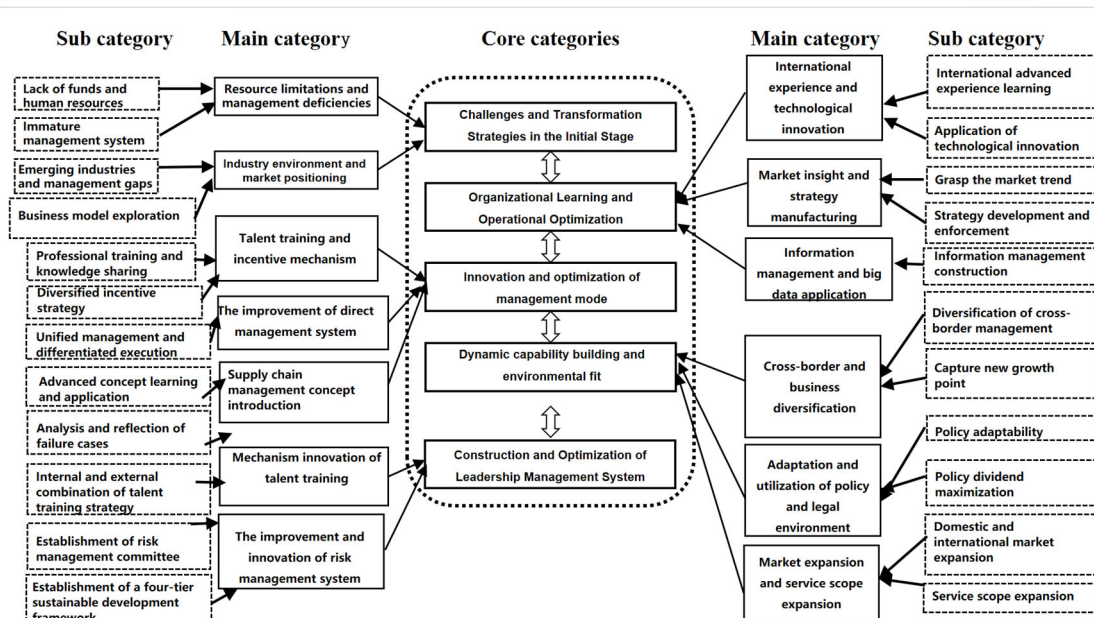 Sub category
Main category
Core categories
Main category
Sub category
Lack of funds and
human resources
Immature
management system
Emerging industries
and management gaps
Business model exploration
Professional training and
knowledge sharing
Diversified incentive
strategy
Unified management and
differentiated execution
Advanced concept learning
and application
Analysis and reflection of
failure cases
Internal and external
combination of talent
training strategy
Establishment of risk
management committee
Establishment of a four-tier
sustainable development
framework
Resource limitations and
management deficiencies
Industry environment and
market positioning
Talent training and
incentive mechanism
The improvement of direct
management system
Supply chain
management concept
introduction
Mechanism innovation of
talent training
The improvement and
innovation of risk
management system
Challenges and Transformation
Strategies in the Initial Stage
Organizational Learning and
Operational Optimization
Innovation and optimization of
management mode
Dynamic capability building and
environmental fit
Construction and Optimization of
Leadership Management System
International
experience and
technological
innovation
Market insight and
strategy
manufacturing
Information
management and big
data application
Cross-border and
business
diversification
Adaptation and
utilization of policy
and legal
environment
Market expansion
and service scope
expansion
International advanced
experience learning
Application of
technological innovation
Grasp the market trend
Strategy development and
enforcement
Information management
construction
Diversification of cross-
border management
Capture new growth
point
Policy adaptability
Policy dividend
maximization
Domestic and
international market
expansion
Service scope expansion